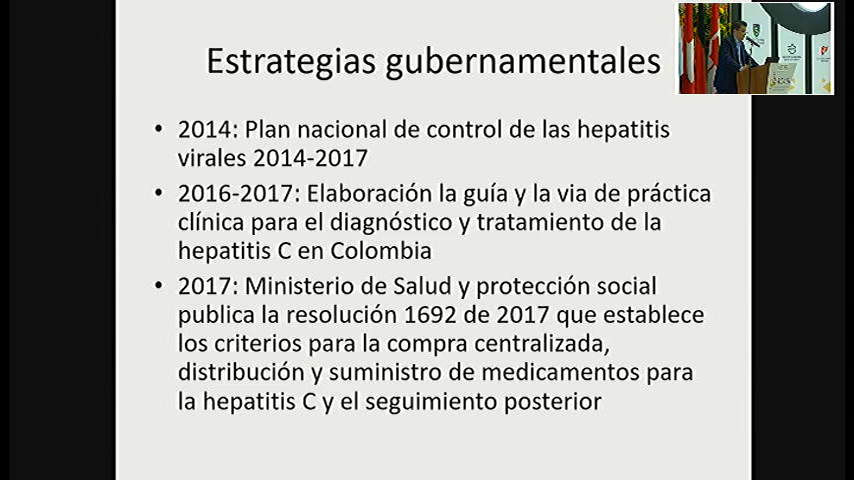 Estrategias gubernamentales
• 2014: Plan nacional de control de las hepatitis
virales 2014-2017
• 2016-2017: Elaboración la guía y la via de práctica
clínica para el diagnóstico y tratamiento de la
hepatitis C en Colombia
• 2017: Ministerio de Salud y protección social
publica la resolución 1692 de 2017 que establece
los criterios para la compra centralizada,
distribución y suministro de medicamentos para
la hepatitis C y el seguimiento posterior